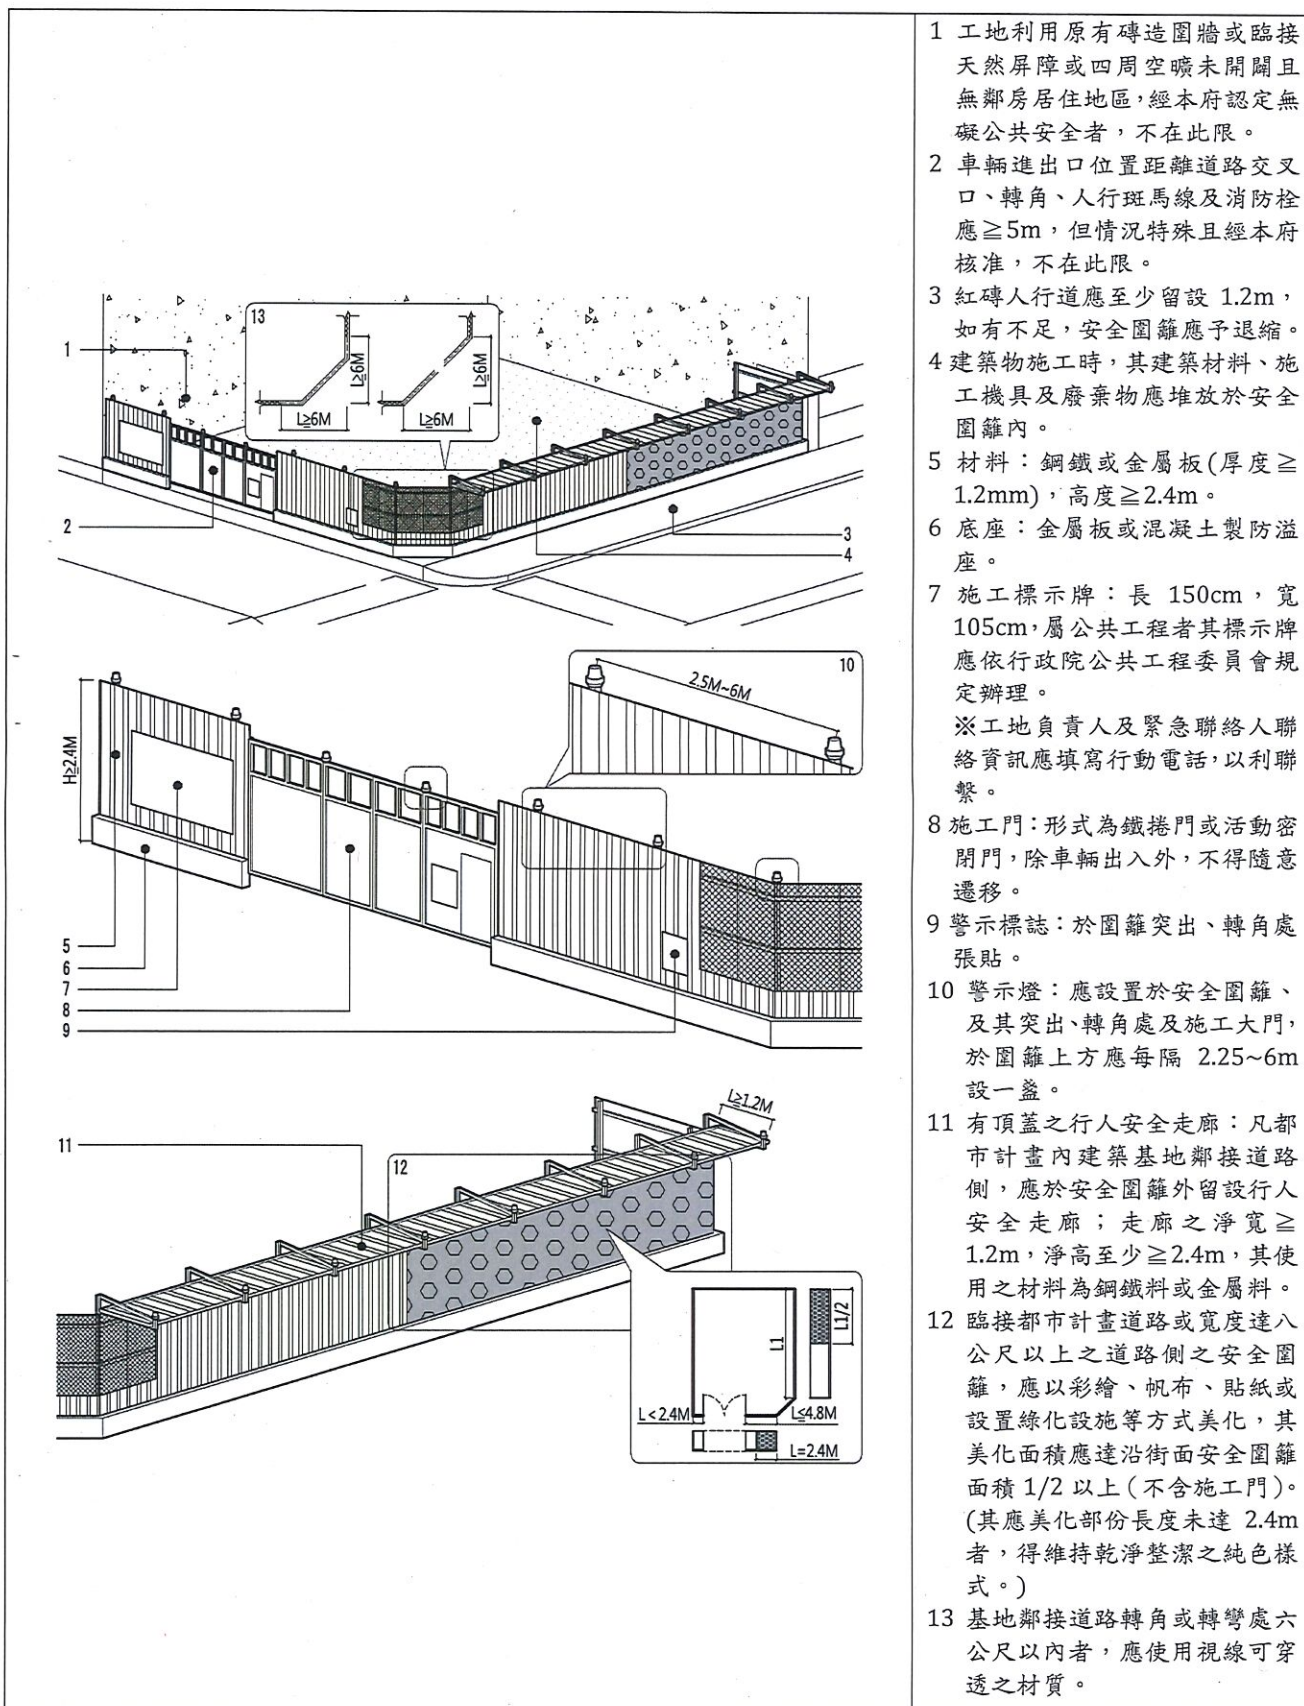 1 工地利用原有磚造圍牆或臨接
天然屏障或四周空曠未開闢且
無鄰房居住地區,經本府認定無
礙公共安全者,不在此限。
2 車輛進出口位置距離道路交叉
口、轉角、人行斑馬線及消防栓
應≧5m,但情況特殊且經本府
核准,不在此限。
3 紅磚人行道應至少留設 1.2m,
如有不足,安全圍籬應予退縮。
4 建築物施工時,其建築材料、施
工機具及廢棄物應堆放於安全
圍籬內。
5 材料:鋼鐵或金屬板(厚度≧
1.2mm),高度≧2.4m。
6 底座:金屬板或混凝土製防溢
座。
7 施工標示牌:長 150cm,寬
105cm,屬公共工程者其標示牌
應依行政院公共工程委員會規
定辦理。
※工地負責人及緊急聯絡人聯
絡資訊應填寫行動電話,以利聯
繫。
8 施工門:形式為鐵捲門或活動密
閉門,除車輛出入外,不得隨意
遷移。
9 警示標誌:於圍籬突出、轉角處
張貼。
10 警示燈:應設置於安全圍籬、
及其突出、轉角處及施工大門,
於圍籬上方應每隔 2.25~6m
設一盞。
11 有頂蓋之行人安全走廊:凡都
市計畫內建築基地鄰接道路
側,應於安全圍籬外留設行人
安全走廊;走廊之淨寬≧
1.2m,淨高至少≧2.4m,其使
用之材料為鋼鐵料或金屬料。
12 臨接都市計畫道路或寬度達八
公尺以上之道路側之安全圍
籬,應以彩繪、帆布、貼紙或
設置綠化設施等方式美化,其
美化面積應達沿街面安全圍籬
面積 1/2 以上(不含施工門)。
(其應美化部份長度未達 2.4m
者,得維持乾淨整潔之純色樣
式。)
13 基地鄰接道路轉角或轉彎處六
公尺以內者,應使用視線可穿
透之材質。
13
L≥6M
L≥6M
L≥6M
L≥6M
1
2
3
4
10
2.5M~6M
H≥2.4M
5
6
7
8
9
L≥1.2M
11
12
L1
L1/2
L<2.4M
L≤4.8M
L=2.4M